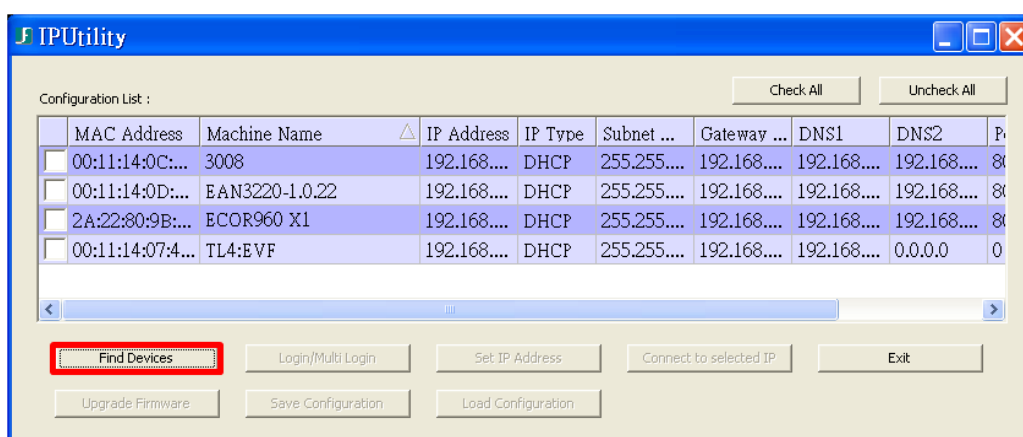 IPUtility
Check All Uncheck All
Configuration List :
MAC Address Machine Name IP Address IP Type Subnet ... Gateway ... DNS1 DNS2
00:11:14:0C:... 3008 192.168.... DHCP 255.255.... 192.168.... 192.168.... 192.168....
00:11:14:0D:... EAN3220-1.0.22 192.168.... DHCP 255.255.... 192.168.... 192.168.... 192.168....
2A:22:80:9B:... ECOR960 X1 192.168.... DHCP 255.255.... 192.168.... 192.168.... 192.168....
00:11:14:07:4... TL4:EVF 192.168.... DHCP 255.255.... 192.168.... 192.168.... 0.0.0.0 0
Find Devices Login/Multi Login Set IP Address Connect to selected IP Exit
Upgrade Firmware Save Configuration Load Configuration